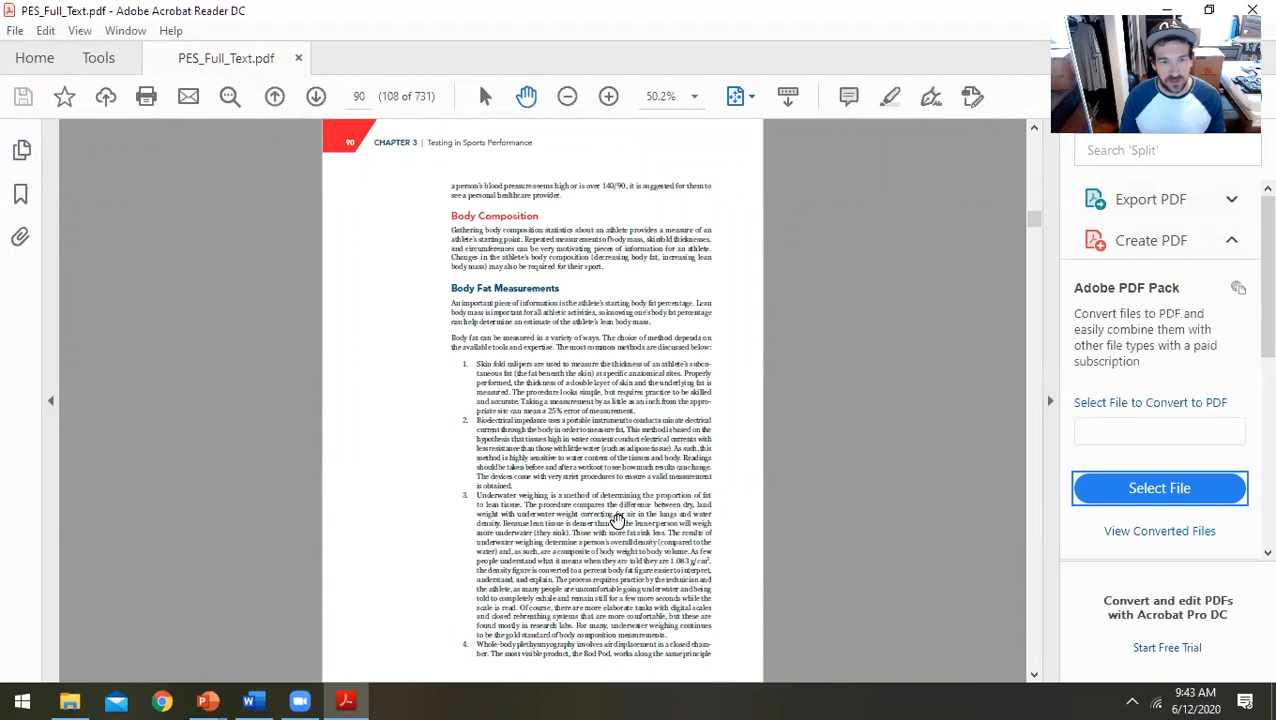 PES_Full_Text.pdf - Adobe Acrobat Reader DC
File Edit View Window Help
Home Tools PES_Full_Text.pdf ×
90 (108 of 731) 50.2%
90 CHAPTER 3 | Testing in Sports Performance
a person's blood pressure seems high or is over 140/90, it is suggested for them to
see a personal healthcare provider.
Body Composition
Gathering body composition statistics about an athlete provides a measure of an
athlete's starting point. Repeated measurements of body mass, skinfold thicknesses,
and circumferences can be very motivating pieces of information for an athlete.
Changes in the athlete's body composition (decreasing body fat, increasing lean
body mass) may also be required for their sport.
Body Fat Measurements
An important piece of information is the athlete's starting body fat percentage. Lean
body mass is important for all athletic activities, so knowing one's body fat percentage
can help determine an estimate of the athlete's lean body mass.
Body fat can be measured in a variety of ways. The choice of method depends on
the available tools and expertise. The most common methods are discussed below:
1. Skin fold calipers are used to measure the thickness of an athlete's subcu-
taneous fat (the fat beneath the skin) at specific anatomical sites. Properly
performed, the thickness of a double layer of skin and the underlying fat is
measured. The procedure looks simple, but requires practice to be skilled
and accurate. Taking a measurement by as little as an inch from the appro-
priate site can mean a 25% error of measurement.
2. Bioelectrical impedance uses a portable instrument to conduct a minute electrical
current through the body in order to measure fat. This method is based on the
hypothesis that tissues high in water content conduct electrical currents with
less resistance than those with little water (such as adipose tissue). As such, this
method is highly sensitive to water content of the tissues and body. Readings
should be taken before and after a workout to see how much results can change.
The devices come with very strict procedures to ensure a valid measurement
is obtained.
3. Underwater weighing is a method of determining the proportion of fat
to lean tissue. The procedure compares the difference between dry, land
weight with underwater weight correcting for air in the lungs and water
density. Because lean tissue is denser than the leaner person will weigh
more underwater (they sink). Those with more fat sink less. The results of
underwater weighing determine a person's overall density (compared to the
water) and, as such, are a composite of body weight to body volume. As few
people understand what it means when they are told they are 1.083 g/cm³,
the density figure is converted to a percent body fat figure easier to interpret,
understand, and explain. The process requires practice by the technician and
the athlete, as many people are uncomfortable going underwater and being
told to completely exhale and remain still for a few more seconds while the
scale is read. Of course, there are more elaborate tanks with digital scales
and closed rebreathing systems that are more comfortable, but these are
found mostly in research labs. For many, underwater weighing continues
to be the gold standard of body composition measurements.
4. Whole-body plethysmography involves air displacement in a closed cham-
ber. The most visible product, the Bod Pod, works along the same principle
Search 'Split'
Export PDF
Create PDF
Adobe PDF Pack
Convert files to PDF and
easily combine them with
other file types with a paid
subscription
Select File to Convert to PDF
Select File
View Converted Files
Convert and edit PDFs
with Acrobat Pro DC
Start Free Trial
9:43 AM
6/12/2020